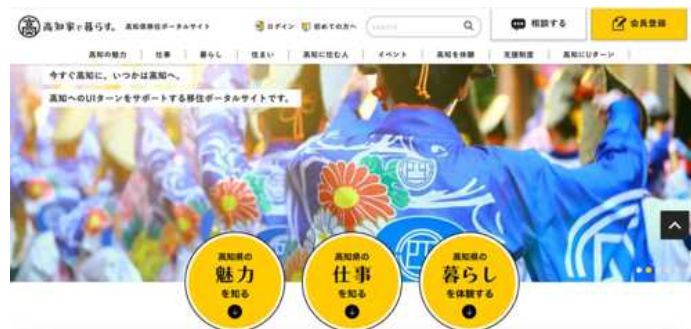 高知家で暮らす。 高知県移住ポータルサイト
ログイン 初めての方へ search 相談する 会員登録
高知の魅力 仕事 暮らし 住まい 高知に住む人 イベント 高知を体験 支援制度 高知にUターン
今すぐ高知に、いつかは高知へ。
高知へのUIターンをサポートする移住ポータルサイトです。
高知県の
魅力
を知る
高知県の
仕事
を知る
高知県の
暮らし
を体験する